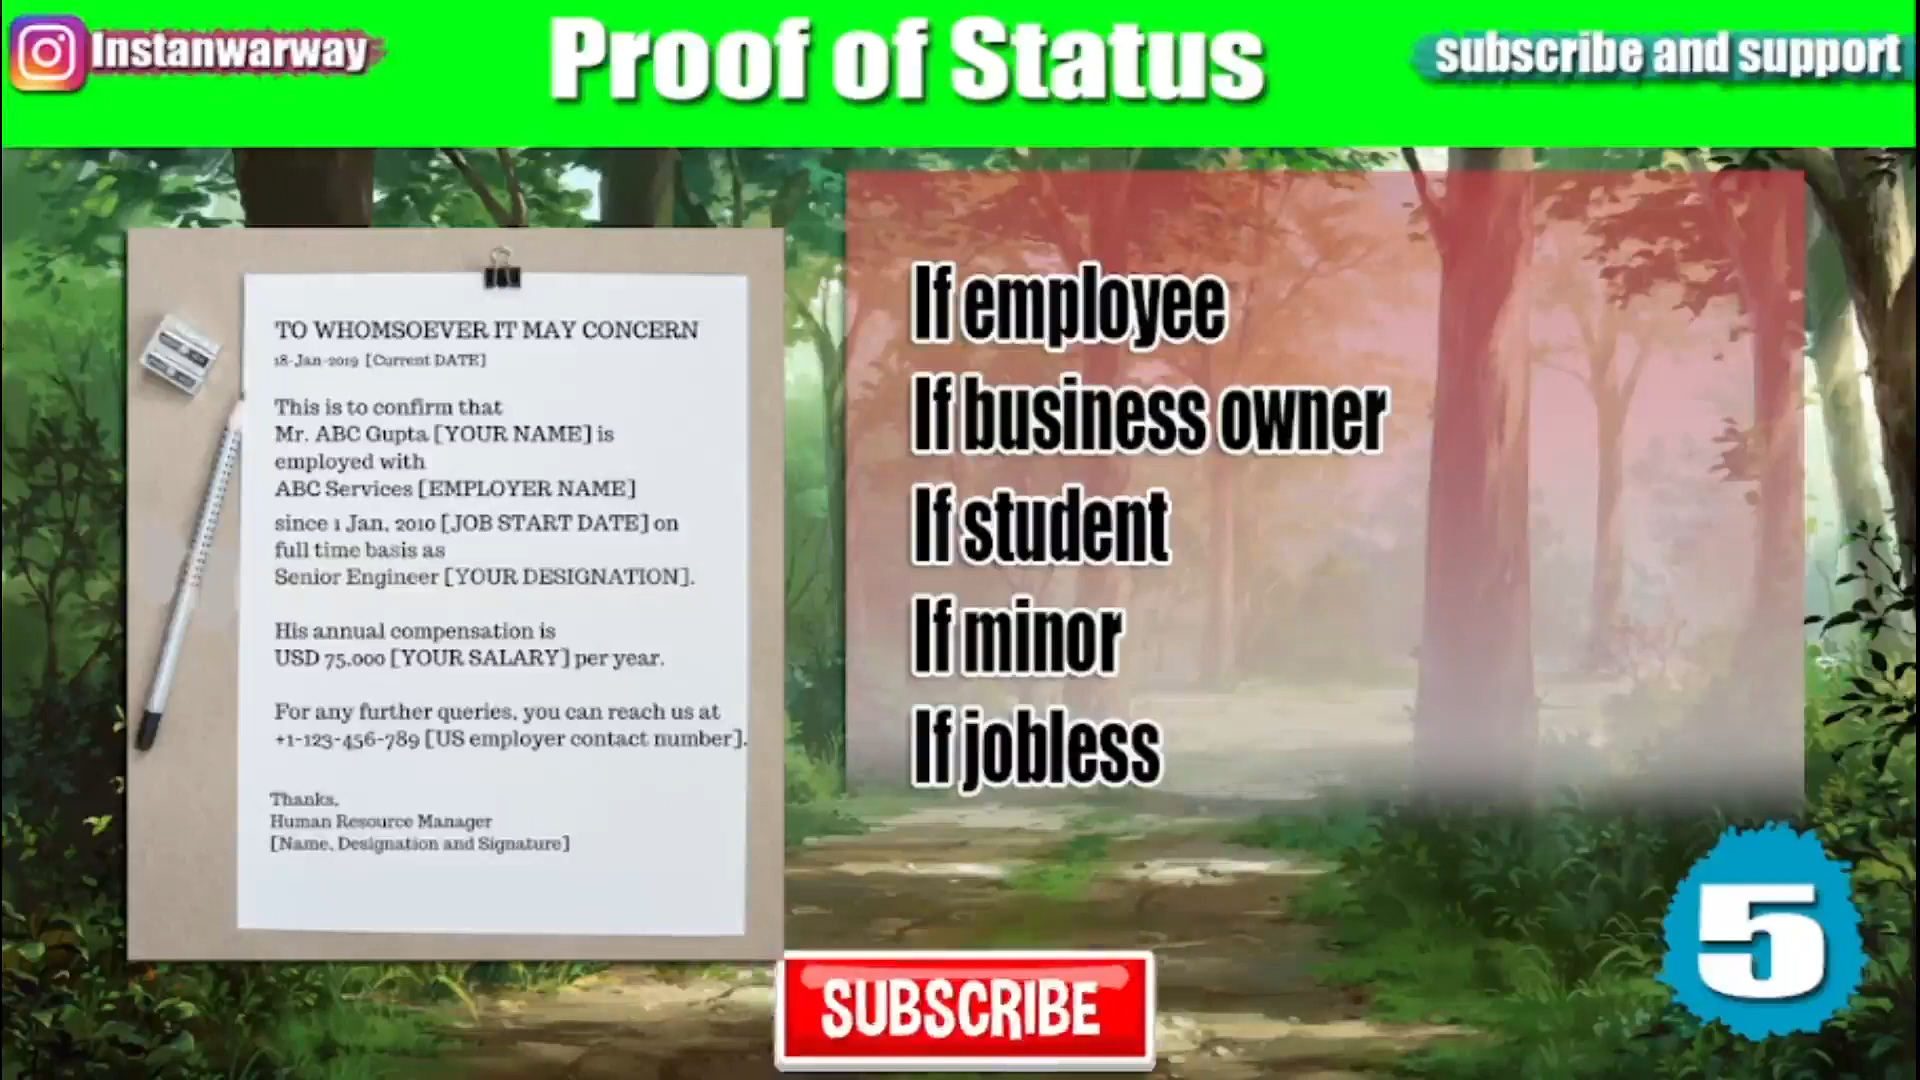 Instanwarway
Proof of Status
subscribe and support
TO WHOMSOEVER IT MAY CONCERN
18-Jan-2019 [Current DATE]
This is to confirm that
Mr. ABC Gupta [YOUR NAME] is
employed with
ABC Services [EMPLOYER NAME]
since 1 Jan, 2010 [JOB START DATE] on
full time basis as
Senior Engineer [YOUR DESIGNATION].
His annual compensation is
USD 75,000 [YOUR SALARY] per year.
For any further queries, you can reach us at
+1-123-456-789 [US employer contact number].
Thanks,
Human Resource Manager
[Name, Designation and Signature]
If employee
If business owner
If student
If minor
If jobless
5
SUBSCRIBE